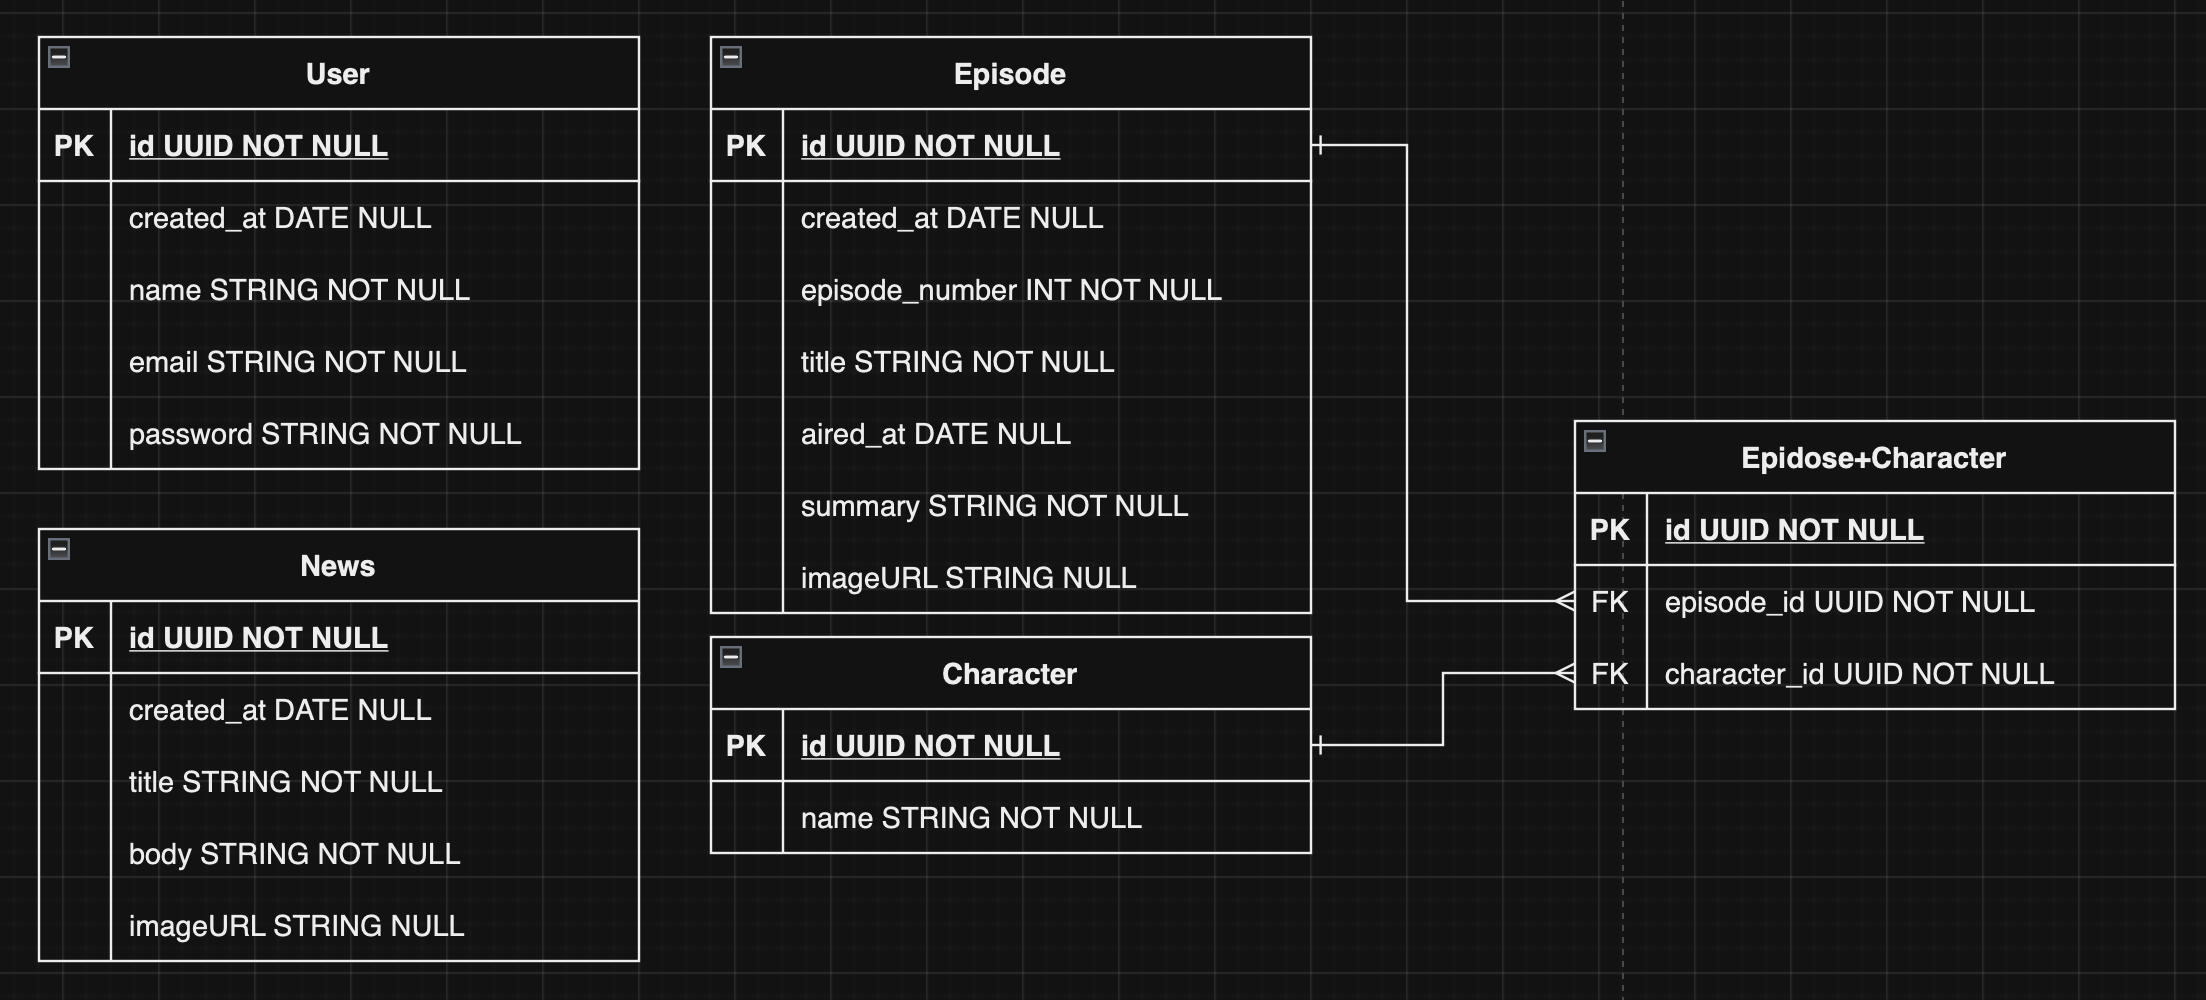 User
PK id UUID NOT NULL
created_at DATE NULL
name STRING NOT NULL
email STRING NOT NULL
password STRING NOT NULL
News
PK id UUID NOT NULL
created_at DATE NULL
title STRING NOT NULL
body STRING NOT NULL
imageURL STRING NULL
Episode
PK id UUID NOT NULL
created_at DATE NULL
episode_number INT NOT NULL
title STRING NOT NULL
aired_at DATE NULL
summary STRING NOT NULL
imageURL STRING NULL
Character
PK id UUID NOT NULL
name STRING NOT NULL
Epidose+Character
PK id UUID NOT NULL
FK episode_id UUID NOT NULL
FK character_id UUID NOT NULL